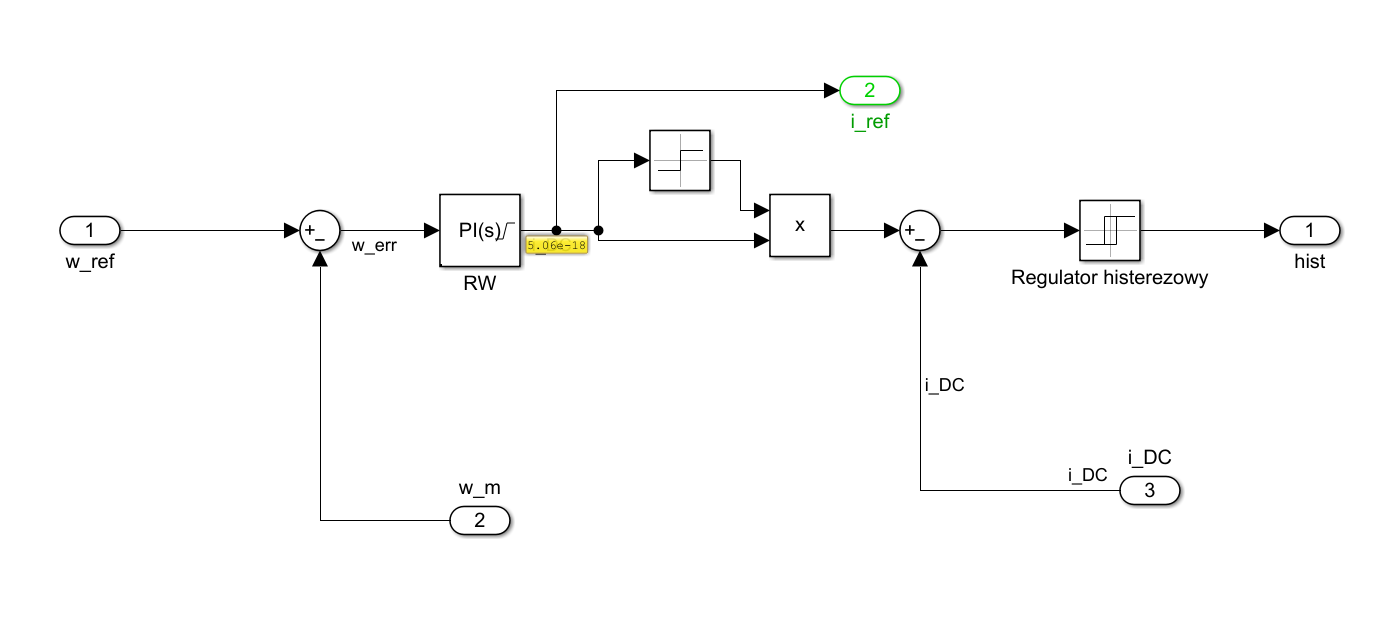 2
i_ref
1
w_ref
+
−
w_err
PI(s)
5.06e-18
RW
x
+
−
Regulator histerezowy
1
hist
i_DC
w_m
2
i_DC
i_DC
3